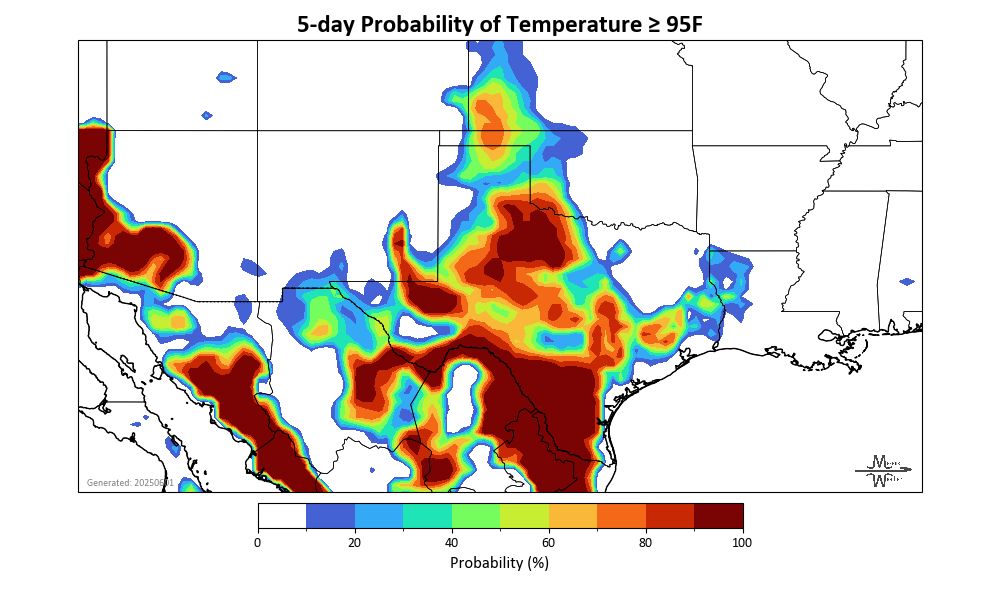 5-day Probability of Temperature ≥ 95F
Generated: 20250601
0 20 40 60 80 100
Probability (%)